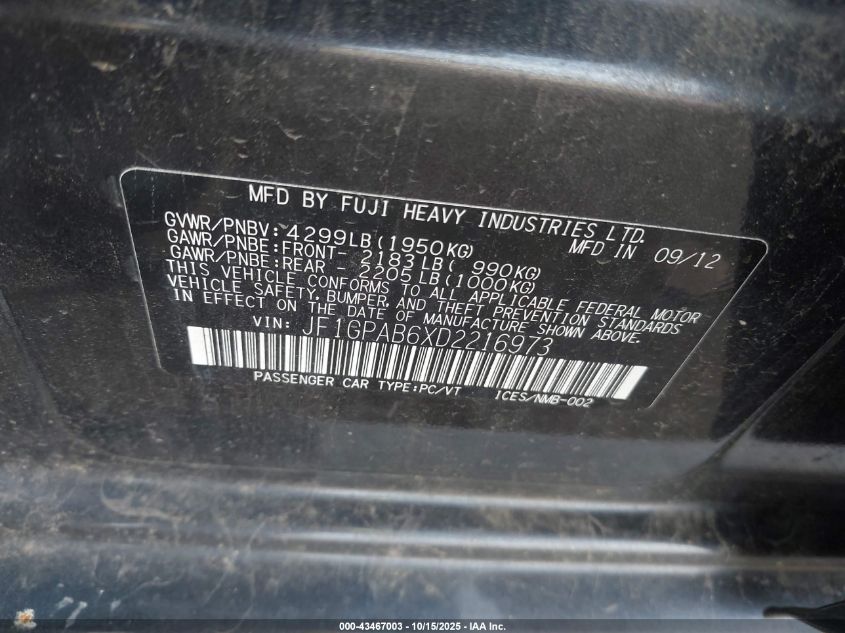 MFD BY FUJI HEAVY INDUSTRIES LTD.
MFD IN 09/12
GVWR/PNBV: 4299LB(1950KG)
GAWR/PNBE:FRONT- 2183LB( 990KG)
GAWR/PNBE:REAR - 2205LB(1000KG)
THIS VEHICLE CONFORMS TO ALL APPLICABLE FEDERAL MOTOR
VEHICLE SAFETY, BUMPER, AND THEFT PREVENTION STANDARDS
IN EFFECT ON THE DATE OF MANUFACTURE SHOWN ABOVE.
VIN: JF1GPAB6XD2216973
PASSENGER CAR TYPE:PC/VT ICES/NMB-002
000-43467003 - 10/15/2025 - IAA Inc.